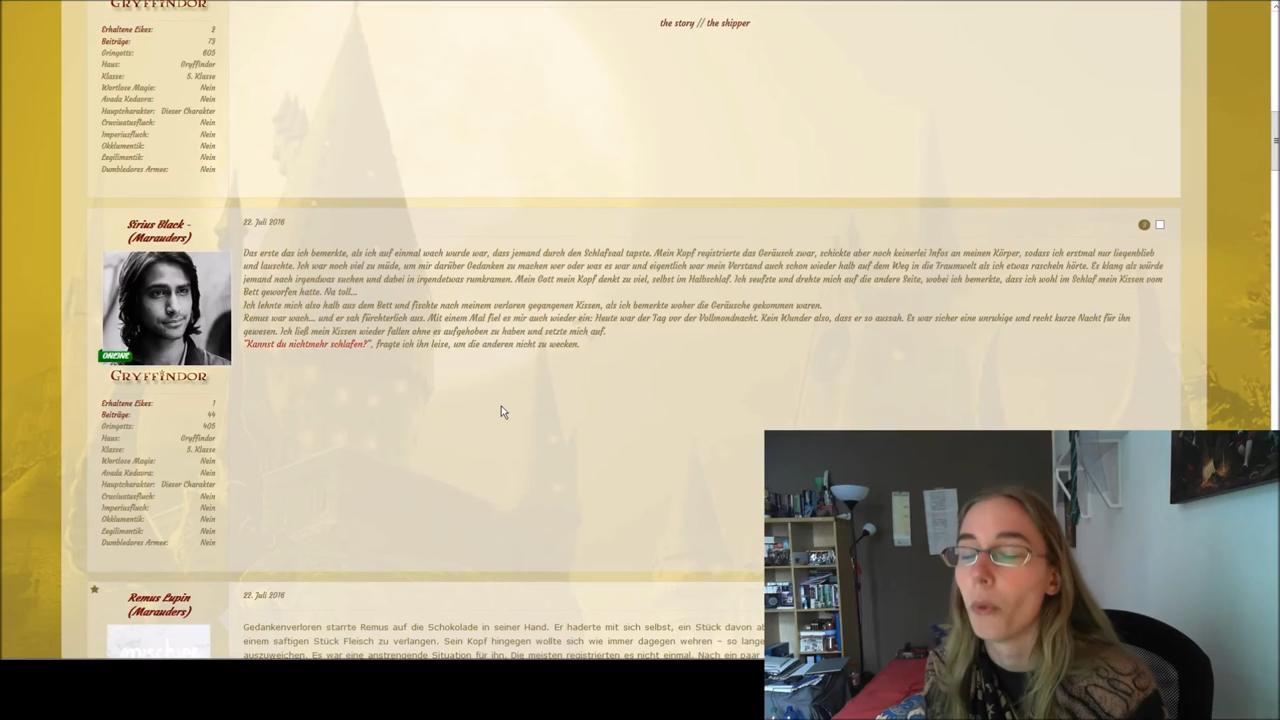 GRYFFINDOR
the story // the shipper
Erhaltene Likes: 2
Beiträge: 73
Gringotts: 605
Haus: Gryffindor
Klasse: 5. Klasse
Wortlose Magie: Nein
Avada Kedavra: Nein
Hauptcharakter: Dieser Charakter
Cruciatusfluch: Nein
Imperiusfluch: Nein
Okklumentik: Nein
Legilimentik: Nein
Dumbledores Armee: Nein
Sirius Black -
(Marauders)
22. Juli 2016
Das erste das ich bemerkte, als ich auf einmal wach wurde war, dass jemand durch den Schlafsaal tapste. Mein Kopf registrierte das Geräusch zwar, schickte aber noch keinerlei Infos an meinen Körper, sodass ich erstmal nur liegenblieb
und lauschte. Ich war noch viel zu müde, um mir darüber Gedanken zu machen wer oder was es war und eigentlich war mein Verstand auch schon wieder halb auf dem Weg in die Traumwelt als ich etwas rascheln hörte. Es klang als würde
jemand nach irgendwas suchen und dabei in irgendetwas rumkramen. Mein Gott mein Kopf denkt zu viel, selbst im Halbschlaf. Ich seufzte und drehte mich auf die andere Seite, wobei ich bemerkte, dass ich wohl im Schlaf mein Kissen vom
Bett geworfen hatte. Na toll...
Ich lehnte mich also halb aus dem Bett und fischte nach meinem verloren gegangenen Kissen, als ich bemerkte woher die Geräusche gekommen waren.
Remus war wach... und er sah fürchterlich aus. Mit einem Mal fiel es mir auch wieder ein: Heute war der Tag vor der Vollmondnacht. Kein Wunder also, dass er so aussah. Es war sicher eine unruhige und recht kurze Nacht für ihn
gewesen. Ich ließ mein Kissen wieder fallen ohne es aufgehoben zu haben und setzte mich auf.
"Kannst du nichtmehr schlafen?", fragte ich ihn leise, um die anderen nicht zu wecken.
ONLINE
GRYFFINDOR
Erhaltene Likes: 1
Beiträge: 44
Gringotts: 405
Haus: Gryffindor
Klasse: 5. Klasse
Wortlose Magie: Nein
Avada Kedavra: Nein
Hauptcharakter: Dieser Charakter
Cruciatusfluch: Nein
Imperiusfluch: Nein
Okklumentik: Nein
Legilimentik: Nein
Dumbledores Armee: Nein
Remus Lupin
(Marauders)
22. Juli 2016
mischief
Gedankenverloren starrte Remus auf die Schokolade in seiner Hand. Er haderte mit sich selbst, ein Stück davon
einem saftigen Stück Fleisch zu verlangen. Sein Kopf hingegen wollte sich wie immer dagegen wehren – so lange
auszuweichen. Es war eine anstrengende Situation für ihn. Die meisten registrierten es nicht einmal. Nach ein paar